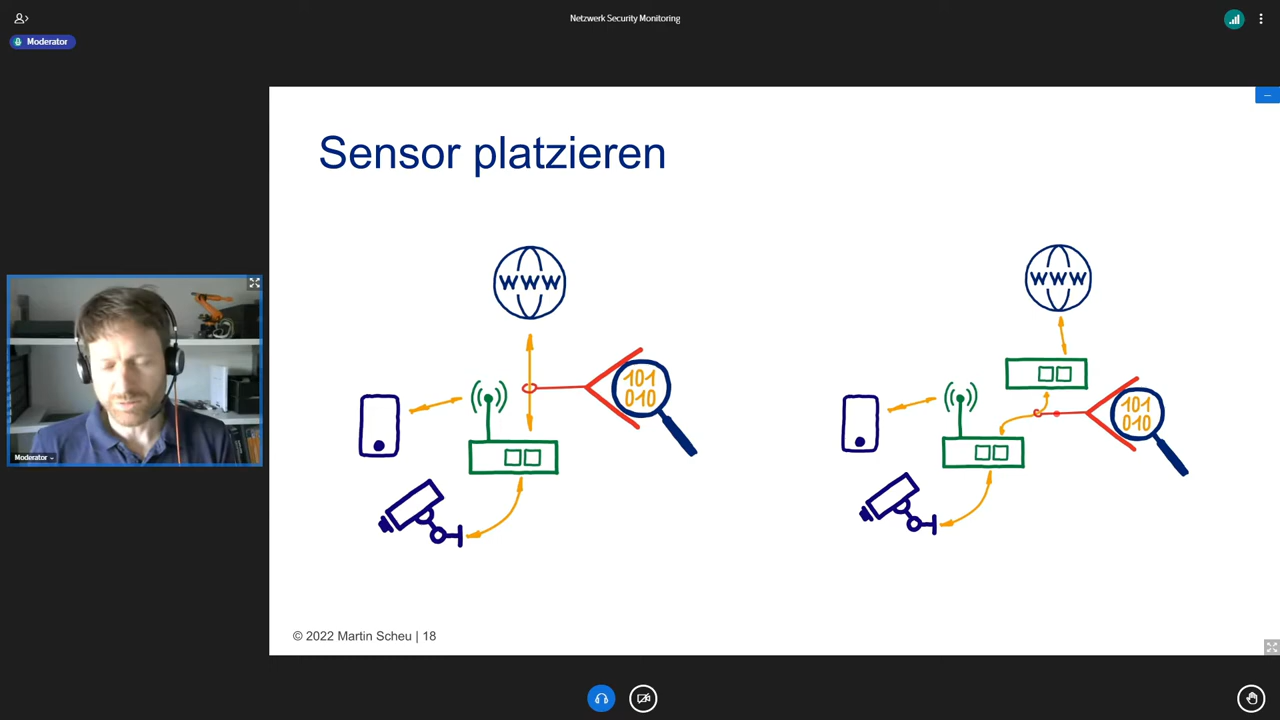 Netzwerk Security Monitoring
Moderator
Sensor platzieren
WWW
WWW
101
010
101
010
Moderator
© 2022 Martin Scheu | 18